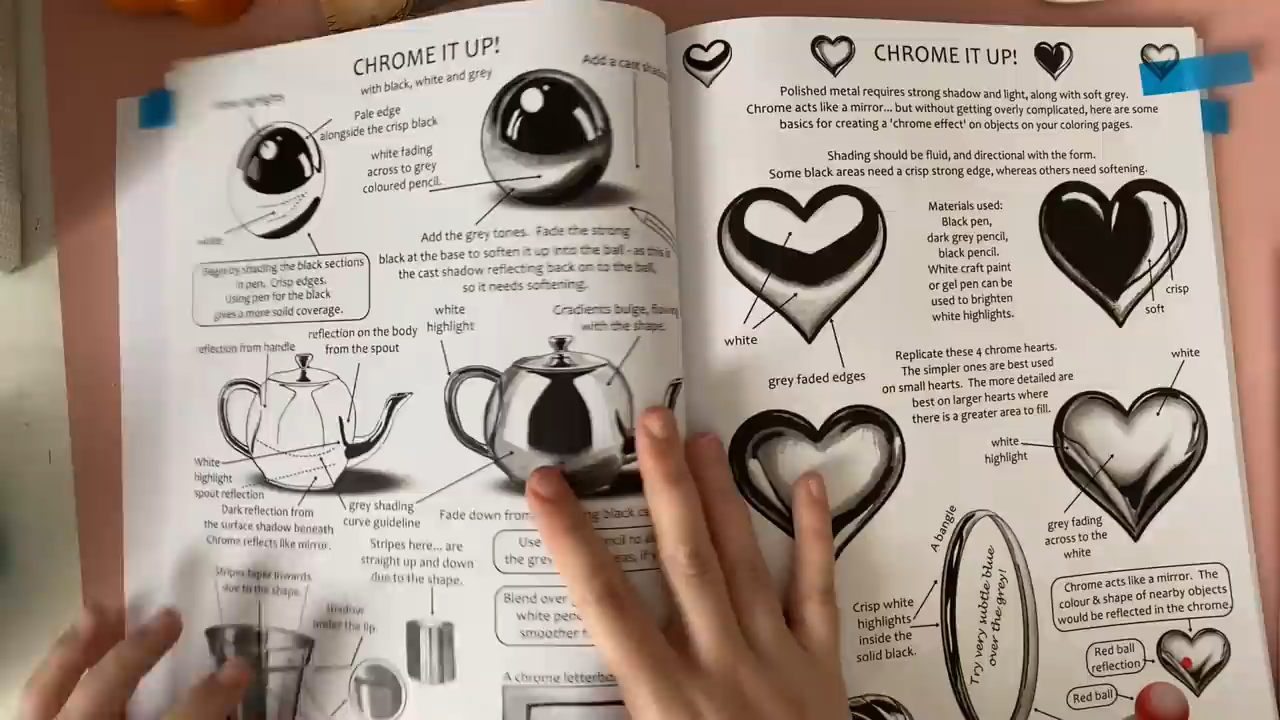 CHROME IT UP!
with black, white and grey
Add a cast
Pale edge
alongside the crisp black
white fading
across to grey
coloured pencil.
white
Add the grey tones. Fade the strong
black at the base to soften it up into the ball - as this is
the cast shadow reflecting back on to the ball,
so it needs softening.
Begin by shading the black sections
in pen. Crisp edges.
Using pen for the black
gives a more solid coverage.
white
highlight
Gradients bulge,
with the shape.
reflection on the body
from the spout
reflection from handle
White
highlight
spout reflection
Dark reflection from
the surface shadow beneath
Chrome reflects like mirror.
grey shading
curve guideline
Fade down from
black
Stripes here... are
straight up and down
due to the shape.
Use
the grey
Stripes taper inwards
due to the shape.
Shadow
under the lip.
Blend over
white
smoother
A chrome
CHROME IT UP!
Polished metal requires strong shadow and light, along with soft grey.
Chrome acts like a mirror... but without getting overly complicated, here are some
basics for creating a 'chrome effect' on objects on your coloring pages.
Shading should be fluid, and directional with the form.
Some black areas need a crisp strong edge, whereas others need softening.
Materials used:
Black pen,
dark grey pencil,
black pencil.
White craft paint
or gel pen can be
used to brighten
white highlights.
white
grey faded edges
crisp
soft
Replicate these 4 chrome hearts.
The simpler ones are best used
on small hearts. The more detailed are
best on larger hearts where
there is a greater area to fill.
white
white
highlight
grey fading
across to the
white
A bangle
Try very subtle blue
over the grey!
Crisp white
highlights
inside the
solid black.
Chrome acts like a mirror. The
colour & shape of nearby objects
would be reflected in the chrome.
Red ball
reflection
Red ball